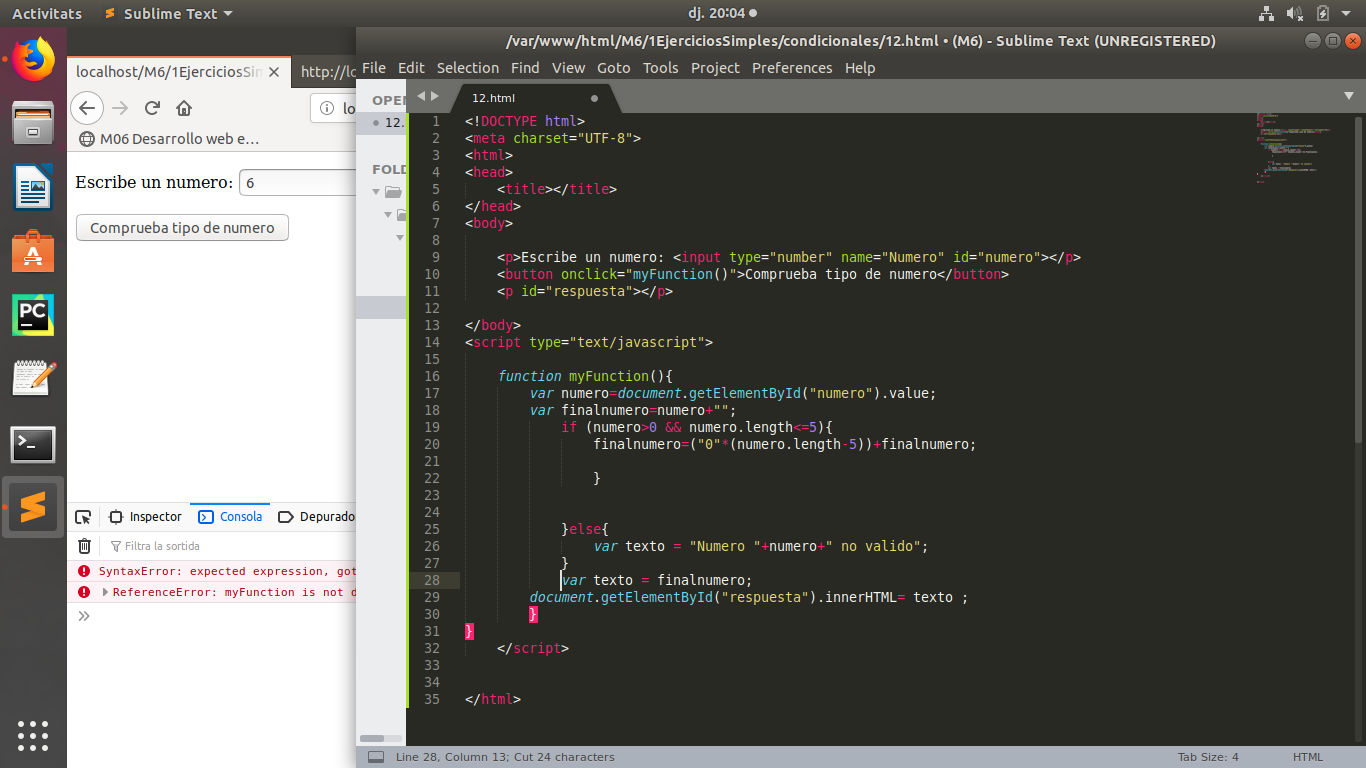 Activitats
Sublime Text
dj. 20:04
/var/www/html/M6/1EjerciciosSimples/condicionales/12.html • (M6) - Sublime Text (UNREGISTERED)
File Edit Selection Find View Goto Tools Project Preferences Help
localhost/M6/1EjerciciosSim
http://lo
lo
M06 Desarrollo web e…
Escribe un numero: 6
Comprueba tipo de numero
Inspector Consola Depurado
Filtra la sortida
SyntaxError: expected expression, got
ReferenceError: myFunction is not d
OPEN
12.
FOLD
12.html
1 <!DOCTYPE html>
2 <meta charset="UTF-8">
3 <html>
4 <head>
5 <title></title>
6 </head>
7 <body>
8
9 <p>Escribe un numero: <input type="number" name="Numero" id="numero"></p>
10 <button onclick="myFunction()">Comprueba tipo de numero</button>
11 <p id="respuesta"></p>
12
13 </body>
14 <script type="text/javascript">
15
16 function myFunction(){
17 var numero=document.getElementById("numero").value;
18 var finalnumero=numero+"";
19 if (numero>0 && numero.length<=5){
20 finalnumero=("0"*(numero.length-5))+finalnumero;
21
22 }
23
24
25 }else{
26 var texto = "Numero "+numero+" no valido";
27 }
28 var texto = finalnumero;
29 document.getElementById("respuesta").innerHTML= texto ;
30 }
31 }
32 </script>
33
34
35 </html>
Line 28, Column 13; Cut 24 characters
Tab Size: 4
HTML